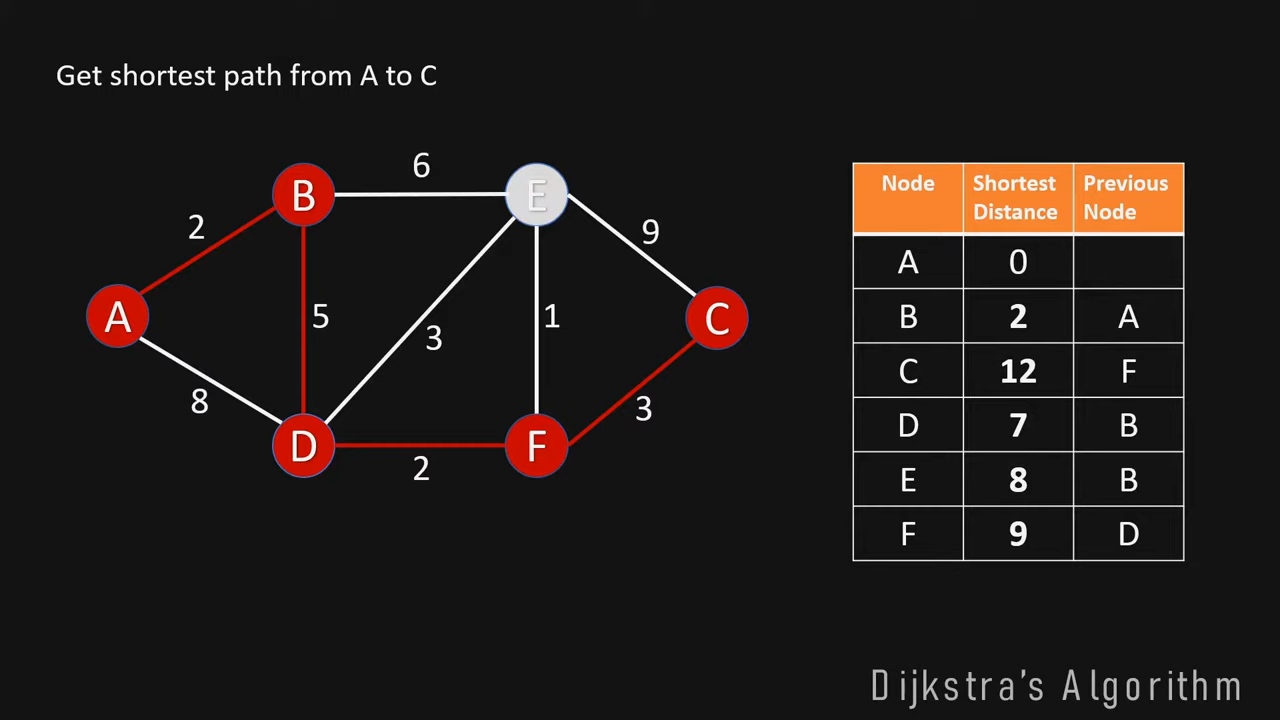 Get shortest path from A to C
6
B
E
2
9
5
1
A
3
C
8
3
D
F
2
Node Shortest Distance Previous Node
A 0
B 2 A
C 12 F
D 7 B
E 8 B
F 9 D
Dijkstra's Algorithm